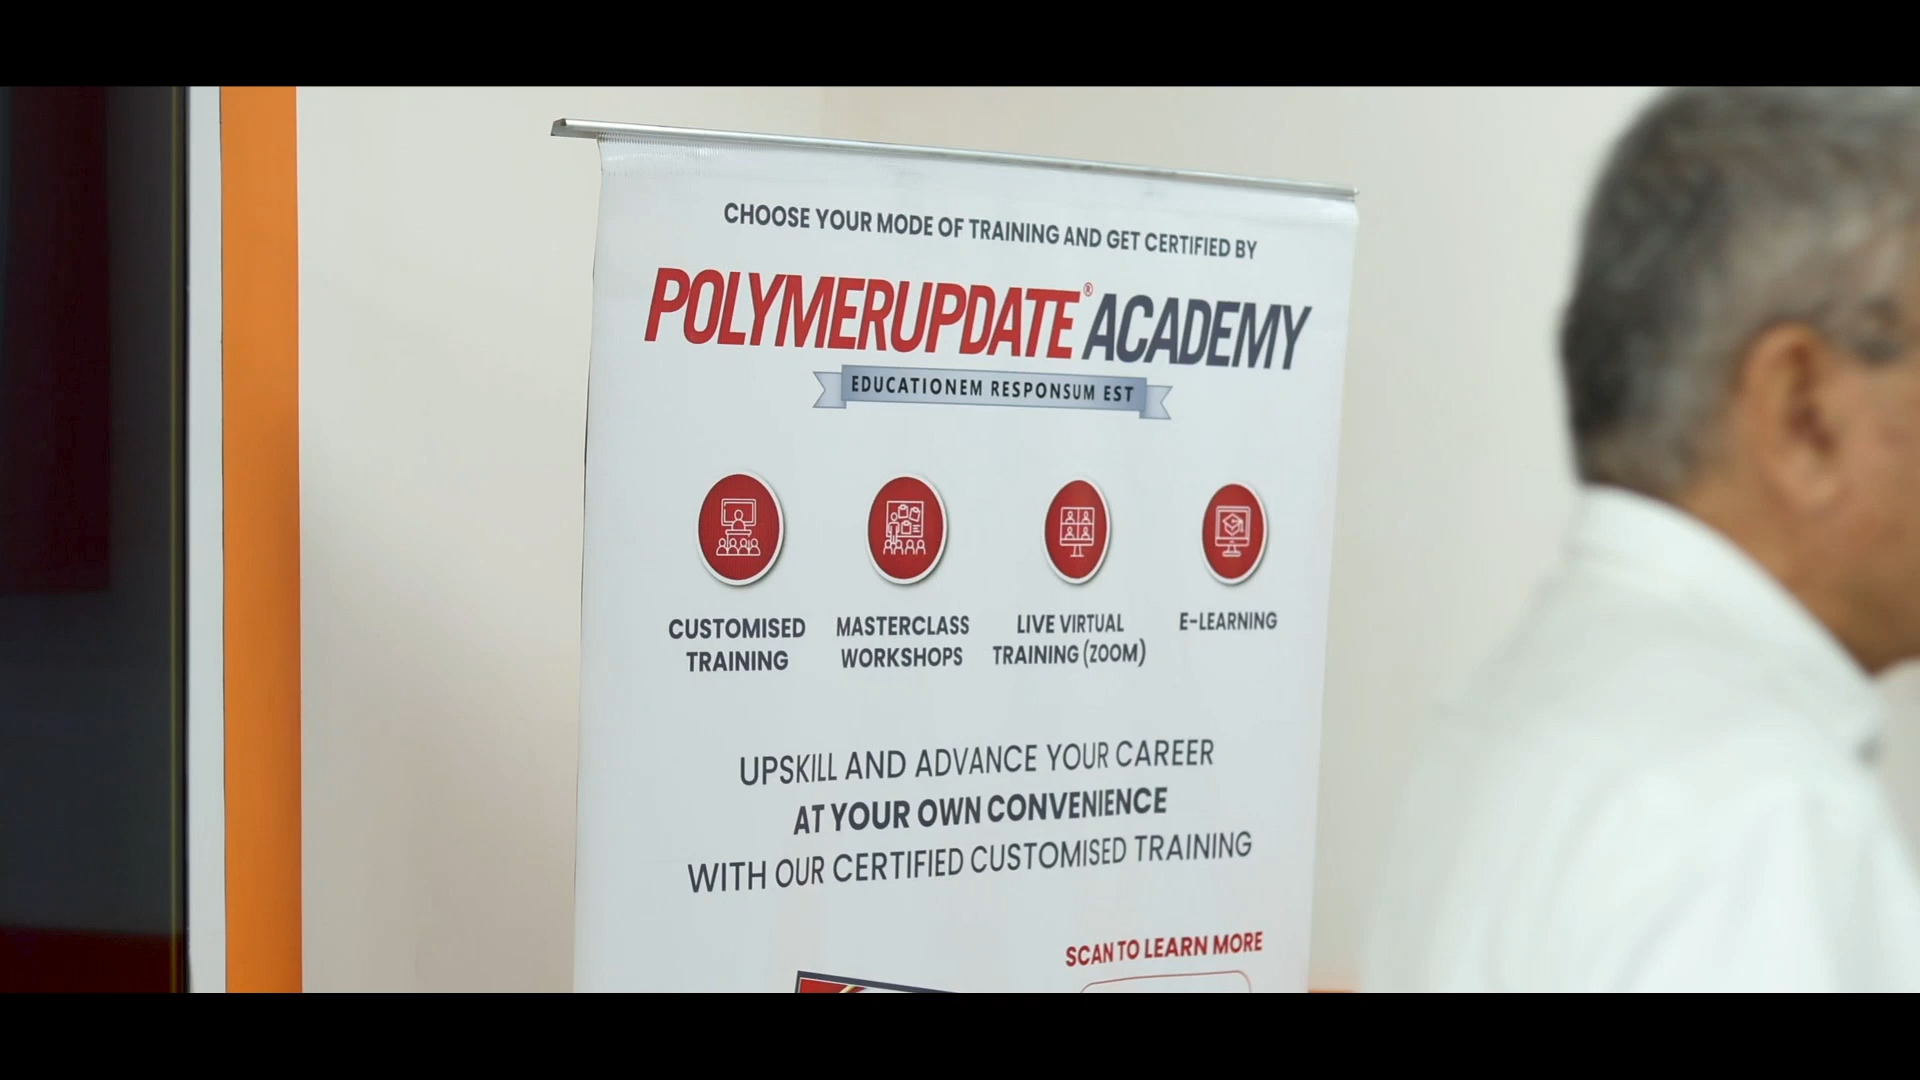 CHOOSE YOUR MODE OF TRAINING AND GET CERTIFIED BY
POLYMERUPDATE® ACADEMY
EDUCATIONEM RESPONSUM EST
CUSTOMISED
TRAINING
MASTERCLASS
WORKSHOPS
LIVE VIRTUAL
TRAINING (ZOOM)
E-LEARNING
UPSKILL AND ADVANCE YOUR CAREER
AT YOUR OWN CONVENIENCE
WITH OUR CERTIFIED CUSTOMISED TRAINING
SCAN TO LEARN MORE